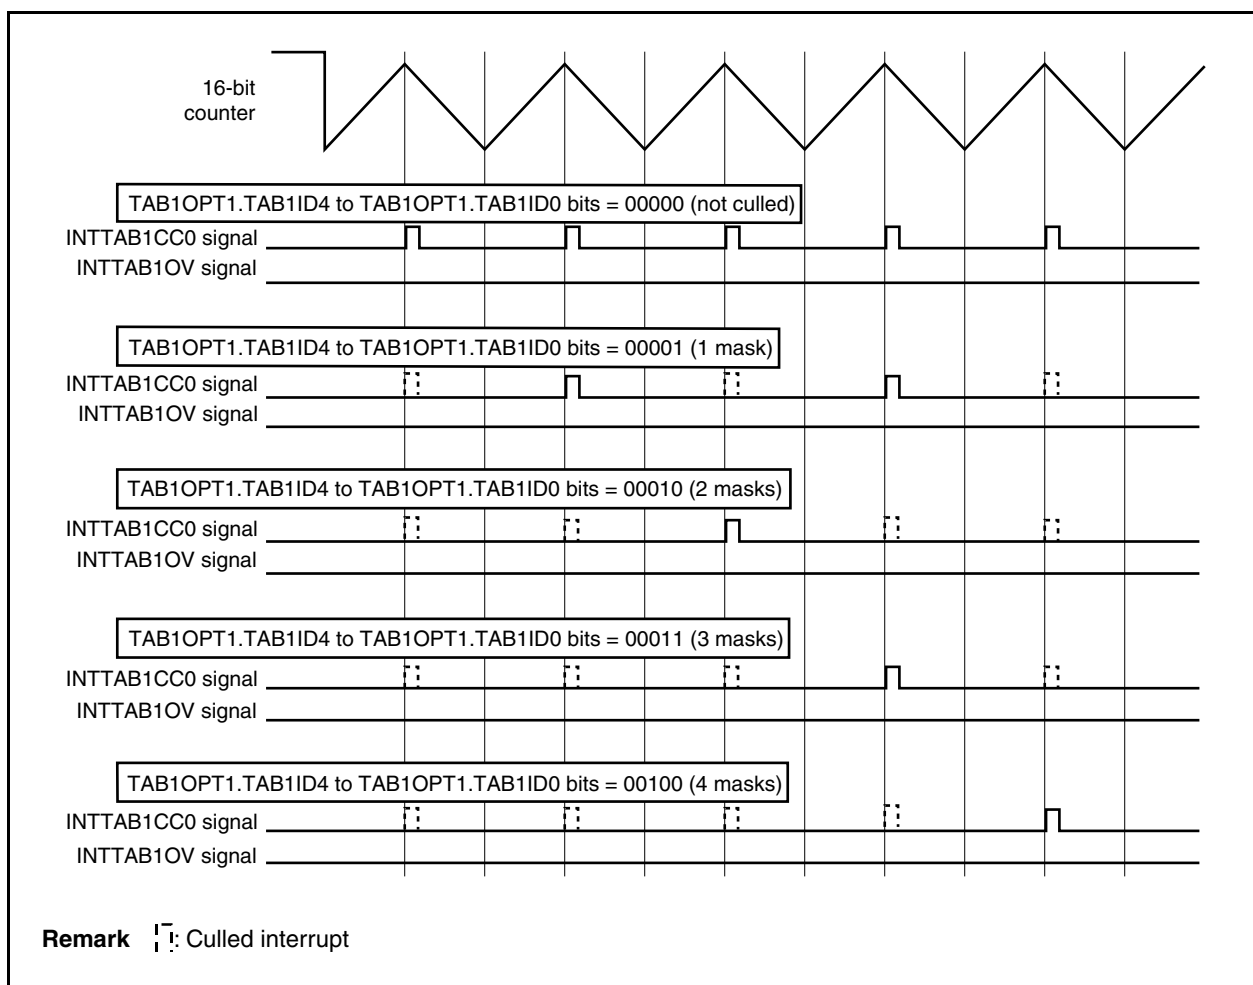 16-bit
counter
TAB1OPT1.TAB1ID4 to TAB1OPT1.TAB1ID0 bits = 00000 (not culled)
INTTAB1CC0 signal
INTTAB1OV signal
TAB1OPT1.TAB1ID4 to TAB1OPT1.TAB1ID0 bits = 00001 (1 mask)
INTTAB1CC0 signal
INTTAB1OV signal
TAB1OPT1.TAB1ID4 to TAB1OPT1.TAB1ID0 bits = 00010 (2 masks)
INTTAB1CC0 signal
INTTAB1OV signal
TAB1OPT1.TAB1ID4 to TAB1OPT1.TAB1ID0 bits = 00011 (3 masks)
INTTAB1CC0 signal
INTTAB1OV signal
TAB1OPT1.TAB1ID4 to TAB1OPT1.TAB1ID0 bits = 00100 (4 masks)
INTTAB1CC0 signal
INTTAB1OV signal
Remark : Culled interrupt